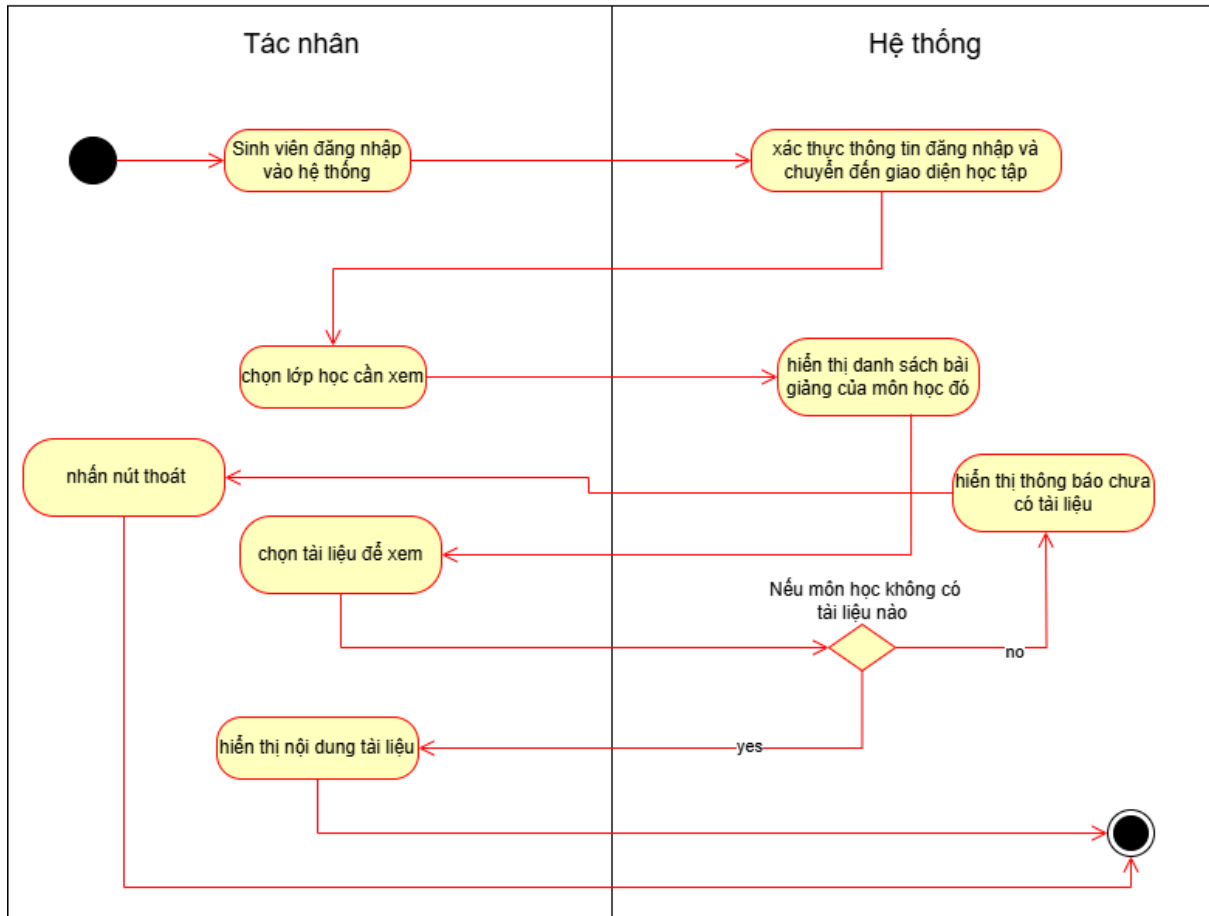 Tác nhân
Hệ thống
Sinh viên đăng nhập
vào hệ thống
xác thực thông tin đăng nhập và
chuyển đến giao diện học tập
chọn lớp học cần xem
hiển thị danh sách bài
giảng của môn học đó
nhấn nút thoát
hiển thị thông báo chưa
có tài liệu
chọn tài liệu để xem
Nếu môn học không có
tài liệu nào
no
hiển thị nội dung tài liệu
yes